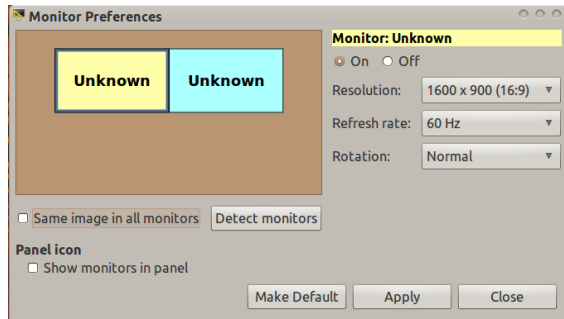 Monitor Preferences
Monitor: Unknown
On Off
Unknown Unknown
Resolution: 1600 x 900 (16:9)
Refresh rate: 60 Hz
Rotation: Normal
Same image in all monitors Detect monitors
Panel icon
Show monitors in panel
Make Default Apply Close